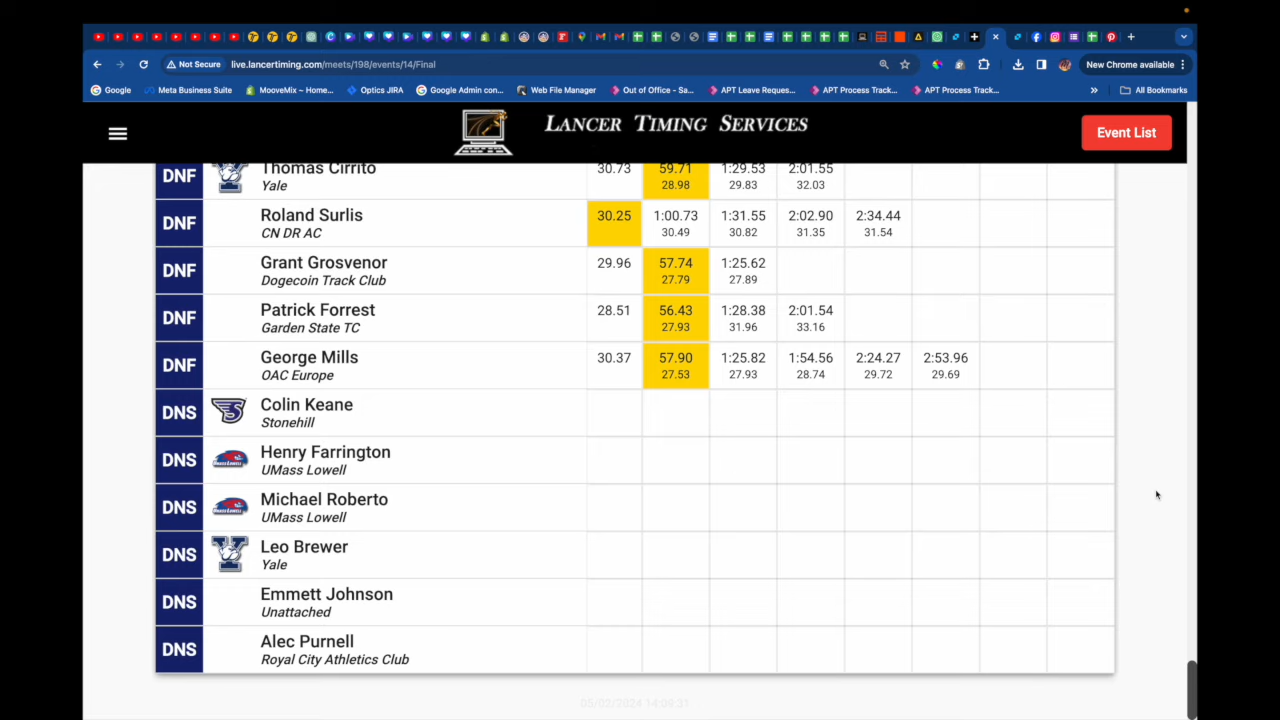 New Chrome available
Not Secure
live.lancertiming.com/meets/198/events/14/Final
Google
Meta Business Suite
MooveMix – Home...
Optics JIRA
Google Admin con...
Web File Manager
Out of Office - Sa...
APT Leave Reques...
APT Process Track...
APT Process Track...
»
All Bookmarks
LANCER TIMING SERVICES
Event List
DNF Thomas Cirrito 30.73 59.71 1:29.53 2:01.55
Yale 28.98 29.83 32.03
DNF Roland Surlis 30.25 1:00.73 1:31.55 2:02.90 2:34.44
CN DR AC 30.49 30.82 31.35 31.54
DNF Grant Grosvenor 29.96 57.74 1:25.62
Dogecoin Track Club 27.79 27.89
DNF Patrick Forrest 28.51 56.43 1:28.38 2:01.54
Garden State TC 27.93 31.96 33.16
DNF George Mills 30.37 57.90 1:25.82 1:54.56 2:24.27 2:53.96
OAC Europe 27.53 27.93 28.74 29.72 29.69
DNS Colin Keane
Stonehill
DNS Henry Farrington
UMass Lowell
DNS Michael Roberto
UMass Lowell
DNS Leo Brewer
Yale
DNS Emmett Johnson
Unattached
DNS Alec Purnell
Royal City Athletics Club